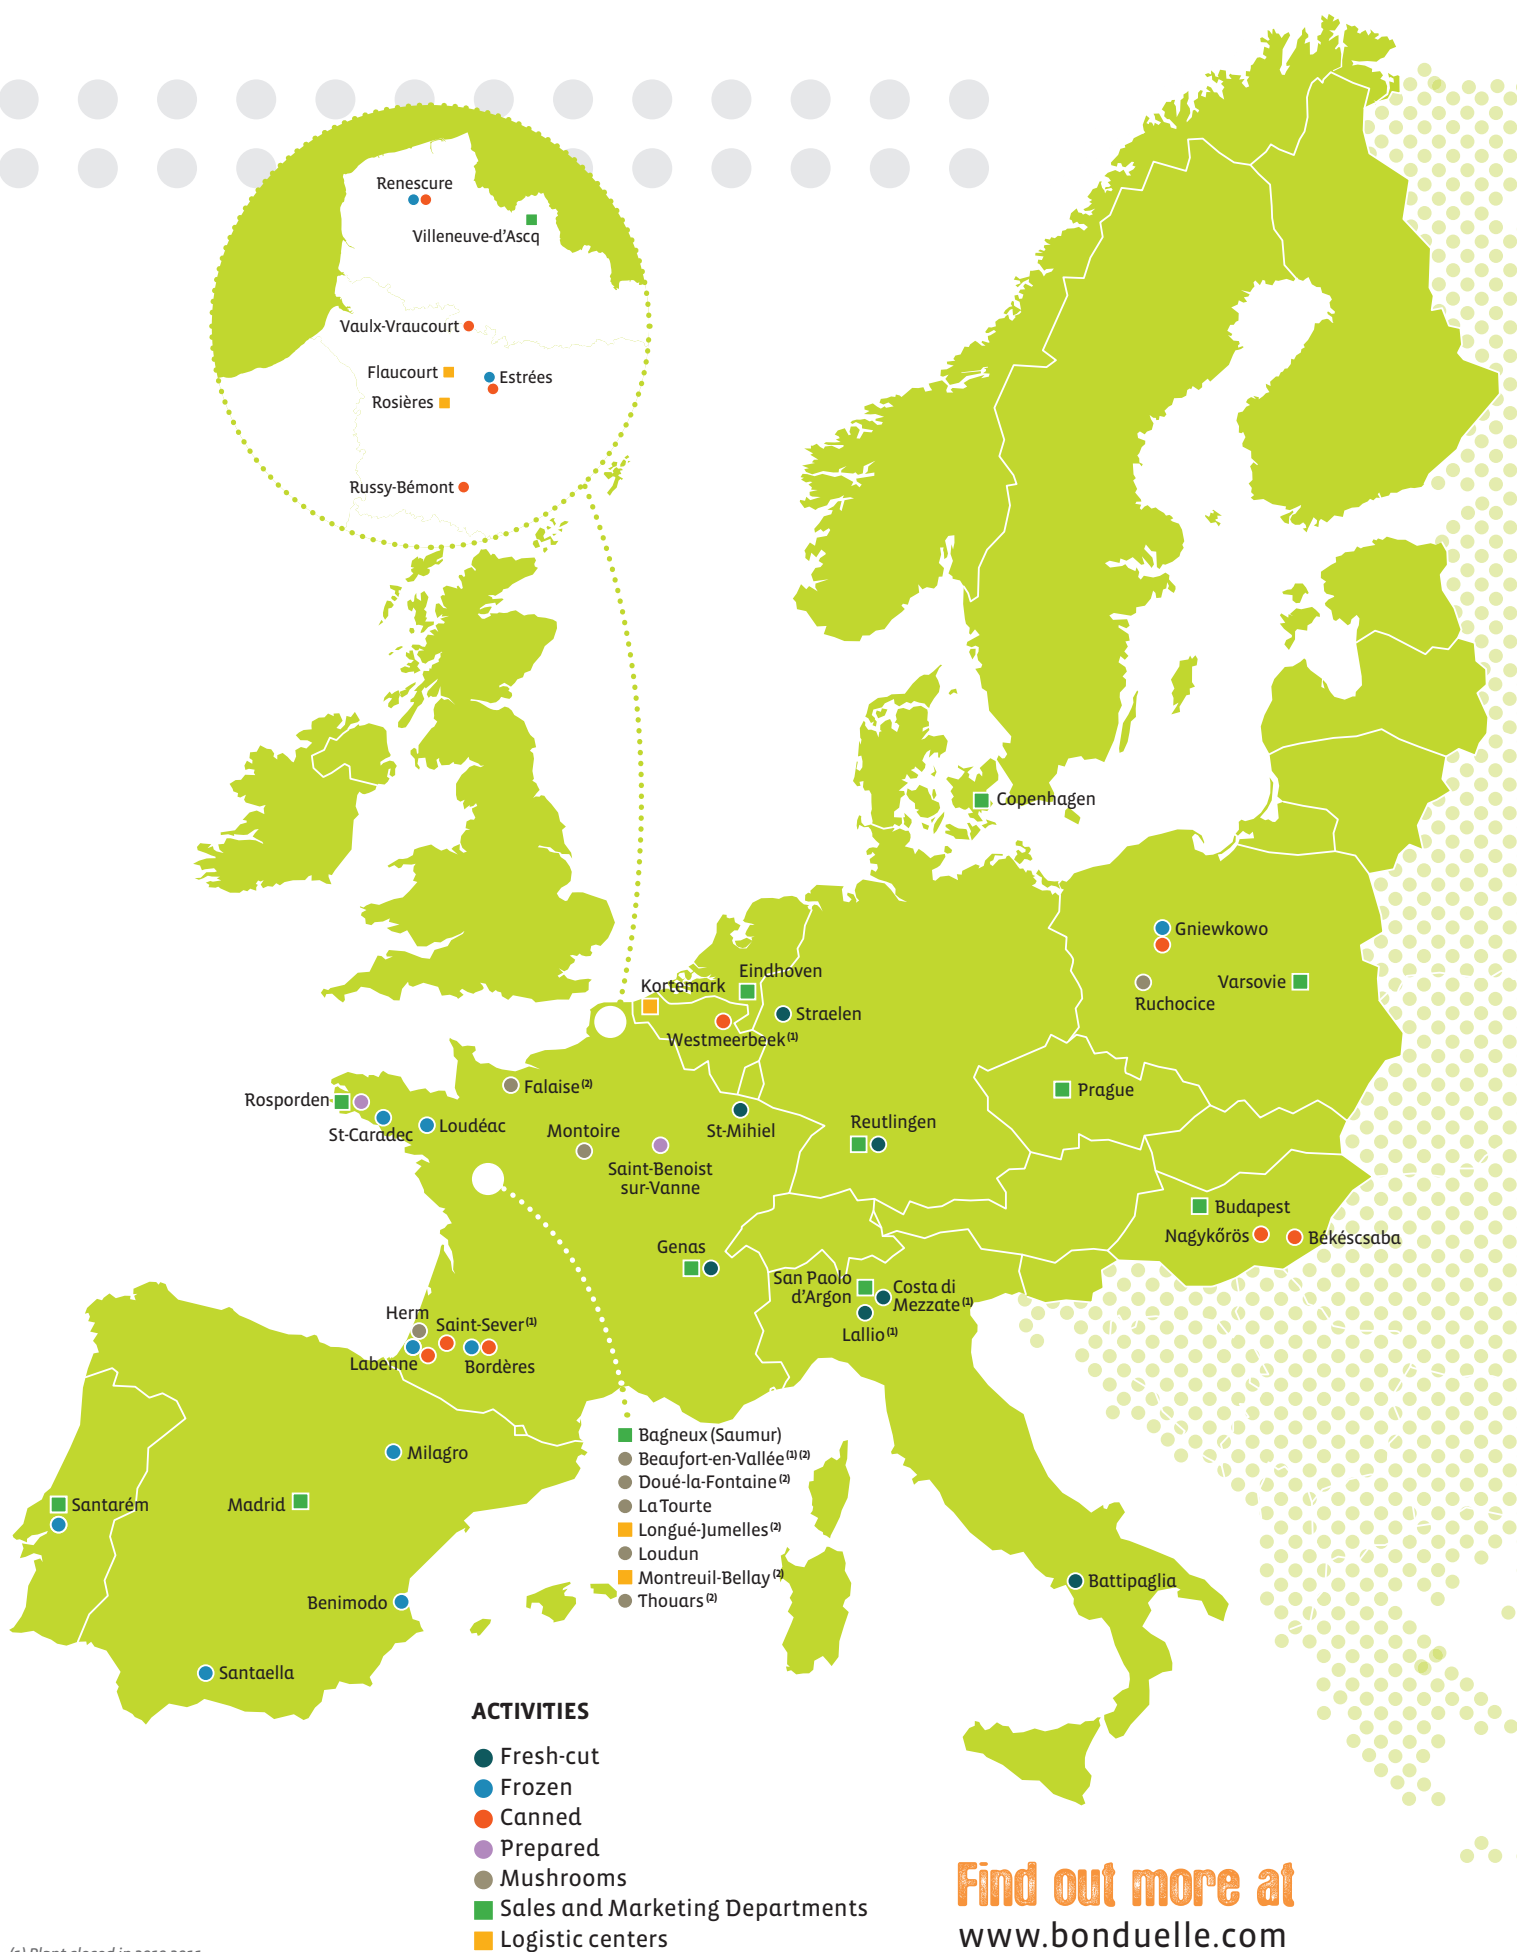 Renescure
Villeneuve-d’Ascq
Vaulx-Vraucourt
Flaucourt
Estrées
Rosières
Russy-Bémont
Copenhagen
Gniewkowo
Eindhoven
Kortemark
Varsovie
Ruchocice
Straelen
Westmeerbeek(1)
Falaise(2)
Prague
Rosporden
St-Caradec
Loudéac
Montoire
St-Mihiel
Reutlingen
Saint-Benoist
sur-Vanne
Budapest
Nagykőrös
Békéscsaba
Genas
San Paolo
d’Argon
Costa di
Mezzate(1)
Lallio(1)
Herm
Saint-Sever(1)
Labenne
Bordères
Milagro
Santarém
Madrid
Benimodo
Santaella
Bagneux (Saumur)
Beaufort-en-Vallée(1) (2)
Doué-la-Fontaine(2)
La Tourte
Longué-Jumelles(2)
Loudun
Montreuil-Bellay(2)
Thouars(2)
Battipaglia
ACTIVITIES
Fresh-cut
Frozen
Canned
Prepared
Mushrooms
Sales and Marketing Departments
Logistic centers
Find out more at
www.bonduelle.com